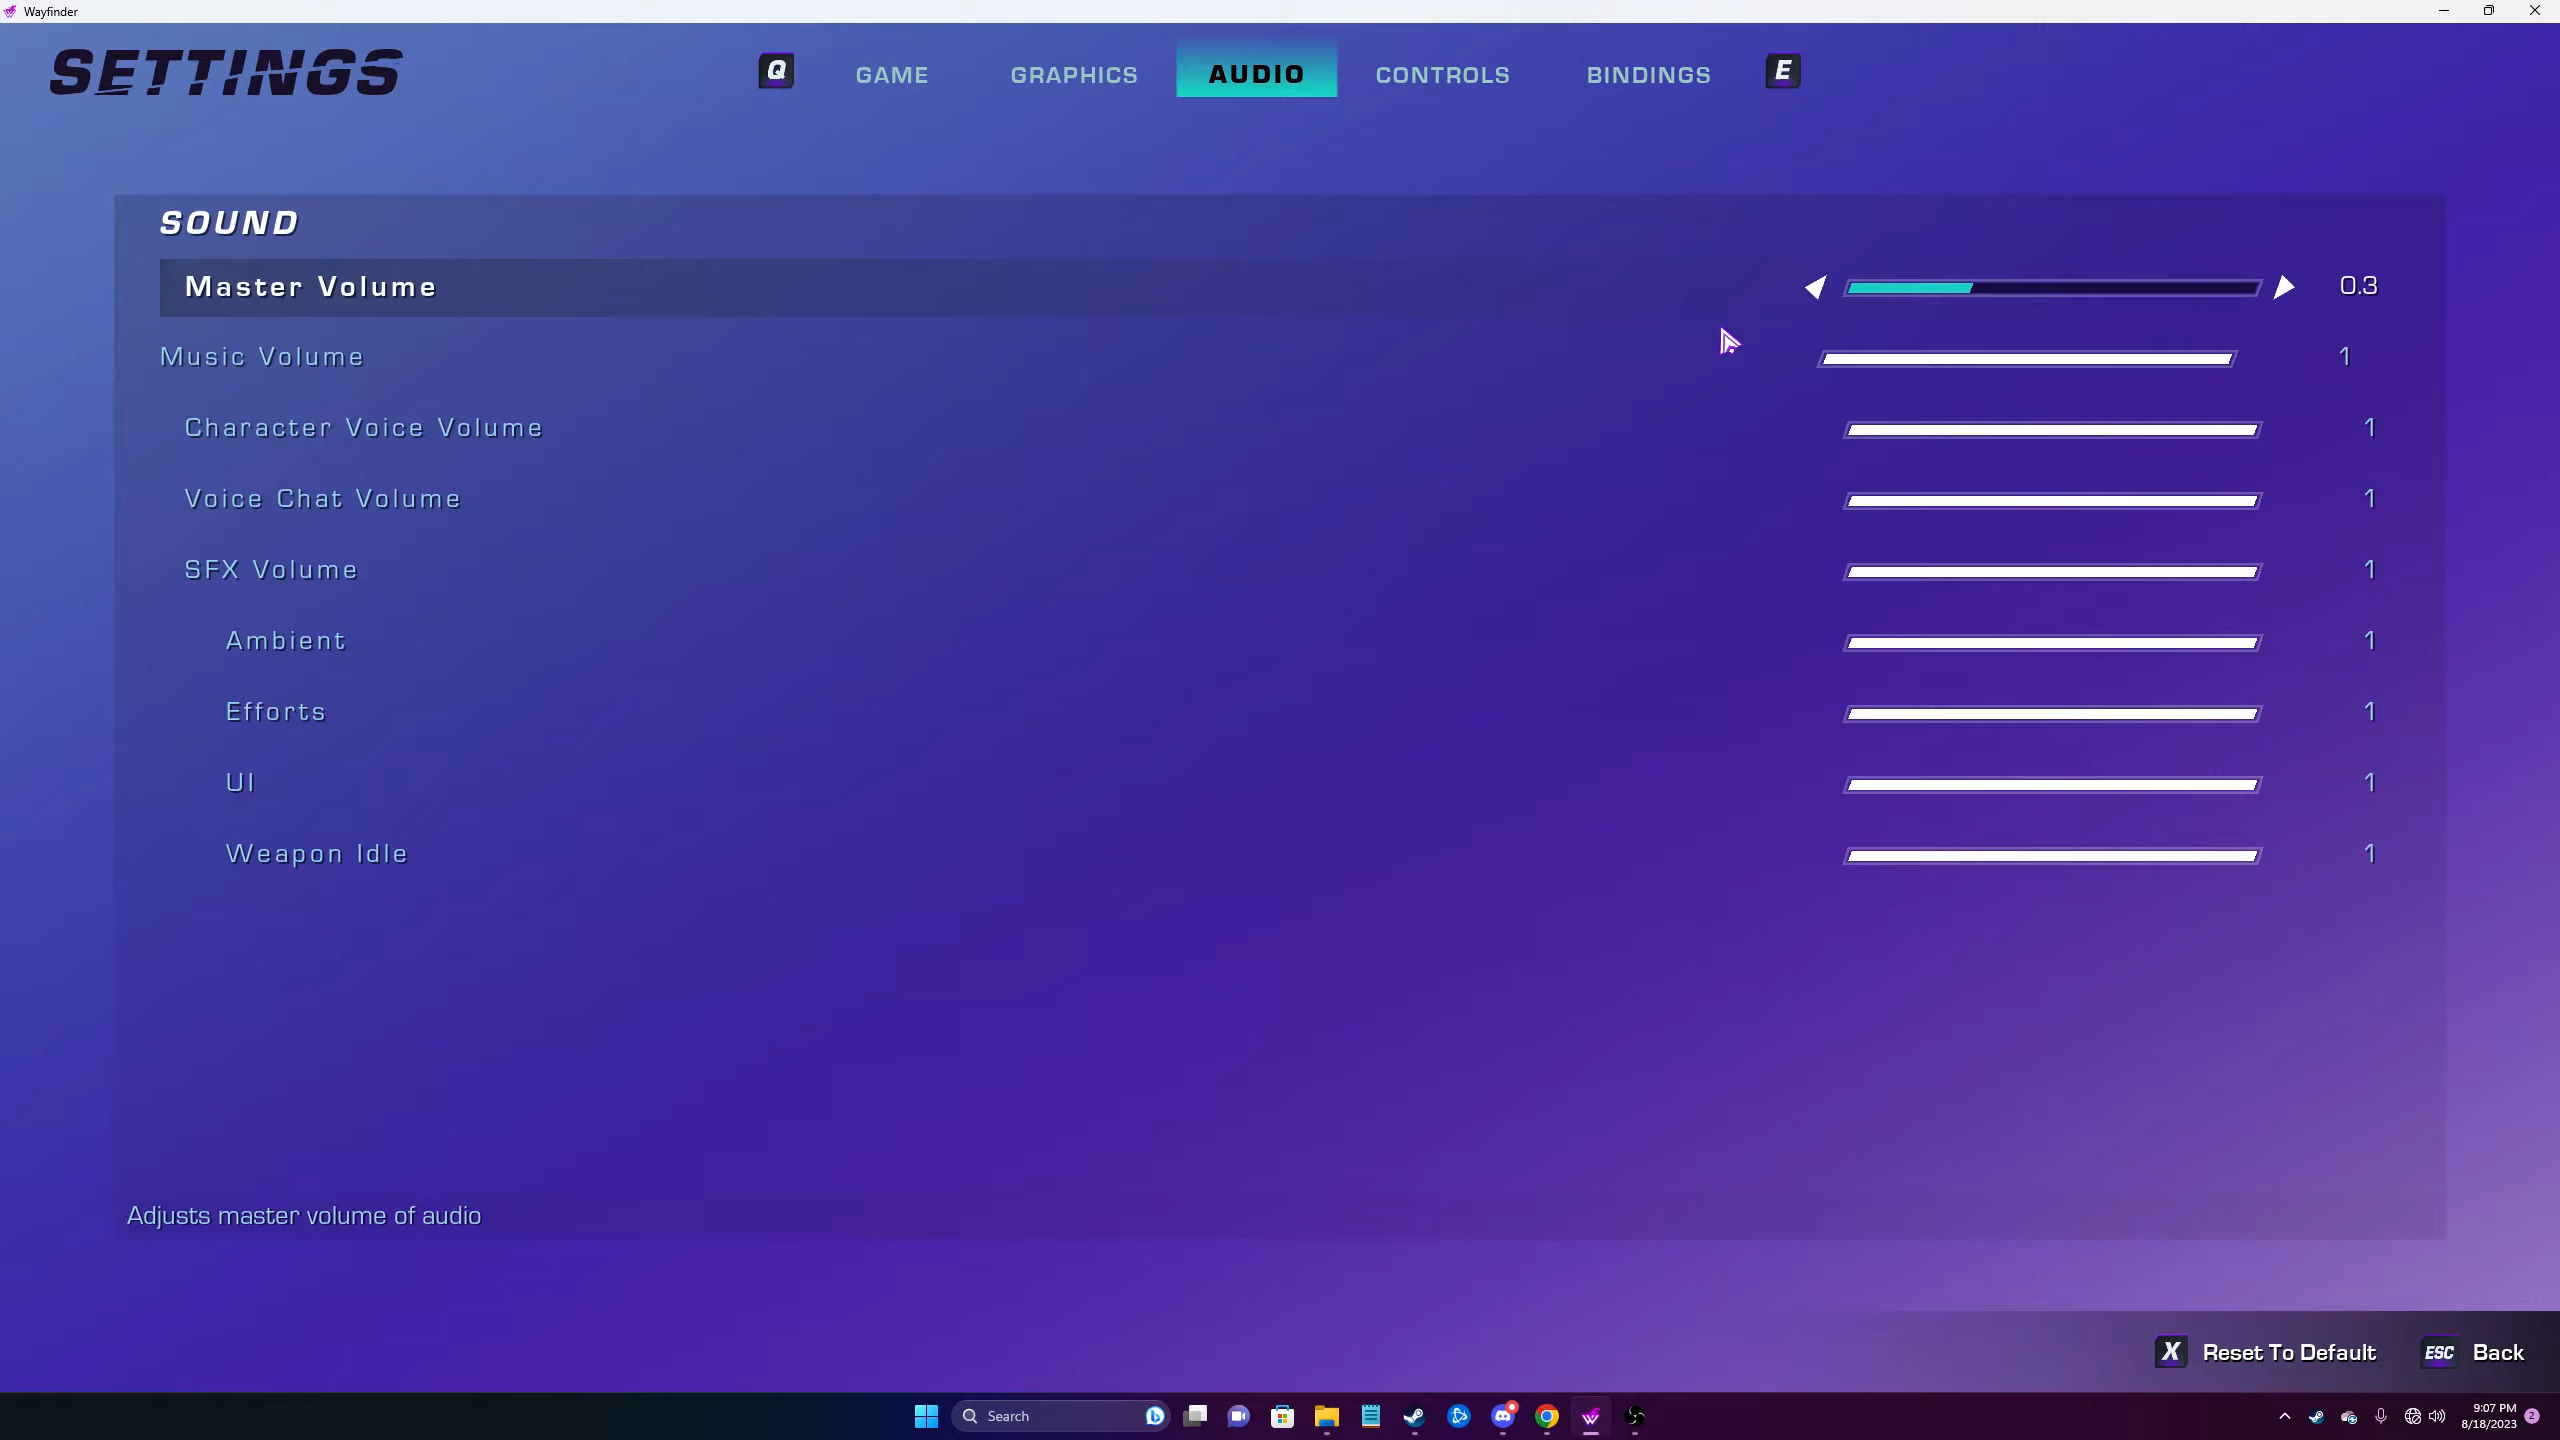 Wayfinder
SETTINGS
Q GAME GRAPHICS AUDIO CONTROLS BINDINGS E
SOUND
Master Volume 0.3
Music Volume 1
Character Voice Volume 1
Voice Chat Volume 1
SFX Volume 1
Ambient 1
Efforts 1
UI 1
Weapon Idle 1
Adjusts master volume of audio
X Reset To Default ESC Back
Search
9:07 PM
8/18/2023
2